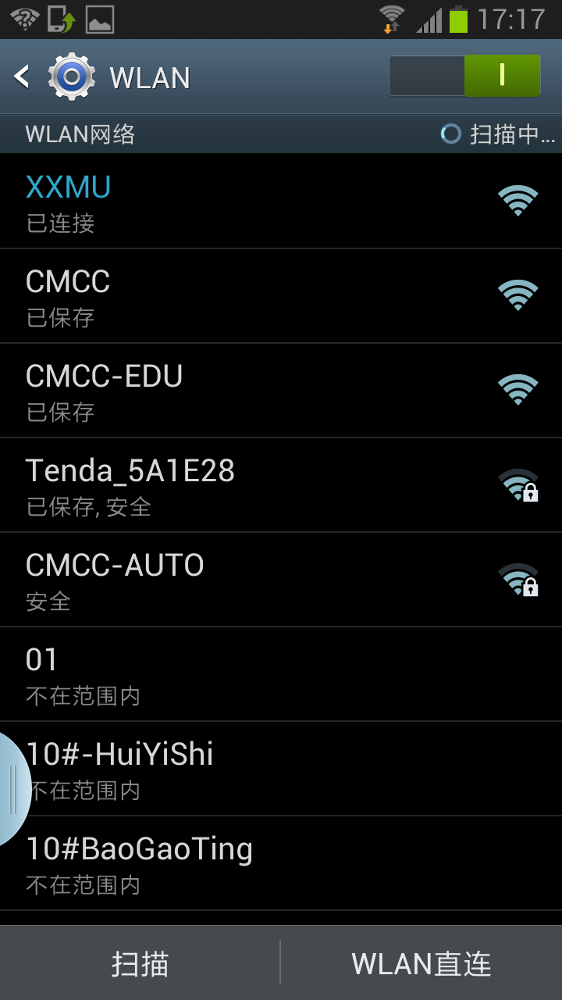 17:17
WLAN
WLAN网络 扫描中...
XXMU
已连接
CMCC
已保存
CMCC-EDU
已保存
Tenda_5A1E28
已保存, 安全
CMCC-AUTO
安全
01
不在范围内
10#-HuiYiShi
不在范围内
10#BaoGaoTing
不在范围内
扫描 WLAN直连